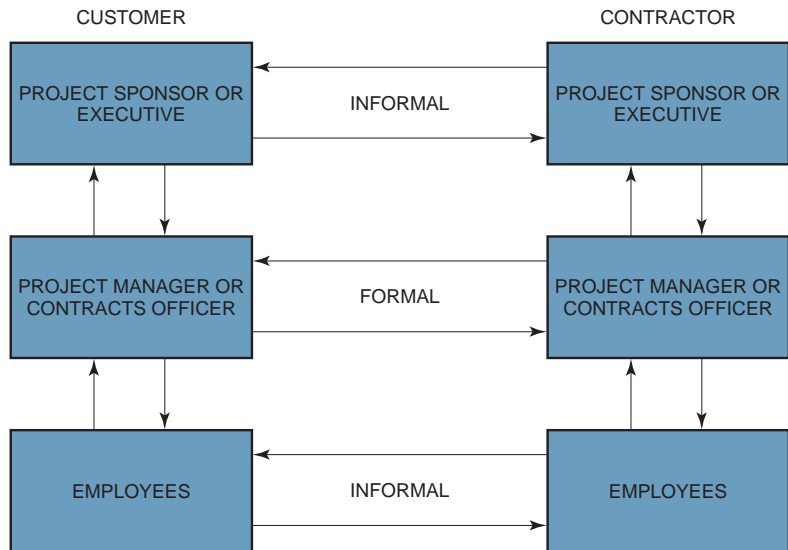 CUSTOMER
CONTRACTOR
PROJECT SPONSOR OR
EXECUTIVE
INFORMAL
PROJECT SPONSOR OR
EXECUTIVE
PROJECT MANAGER OR
CONTRACTS OFFICER
FORMAL
PROJECT MANAGER OR
CONTRACTS OFFICER
EMPLOYEES
INFORMAL
EMPLOYEES